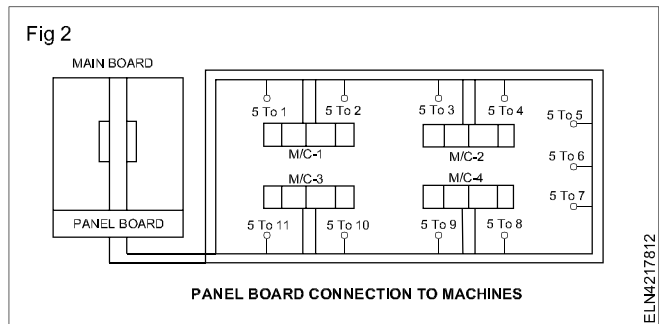 Fig 2
MAIN BOARD
PANEL BOARD
5 To 1
5 To 2
5 To 3
5 To 4
5 To 5
M/C-1
M/C-2
5 To 6
M/C-3
M/C-4
5 To 7
5 To 11
5 To 10
5 To 9
5 To 8
PANEL BOARD CONNECTION TO MACHINES
ELN4217812